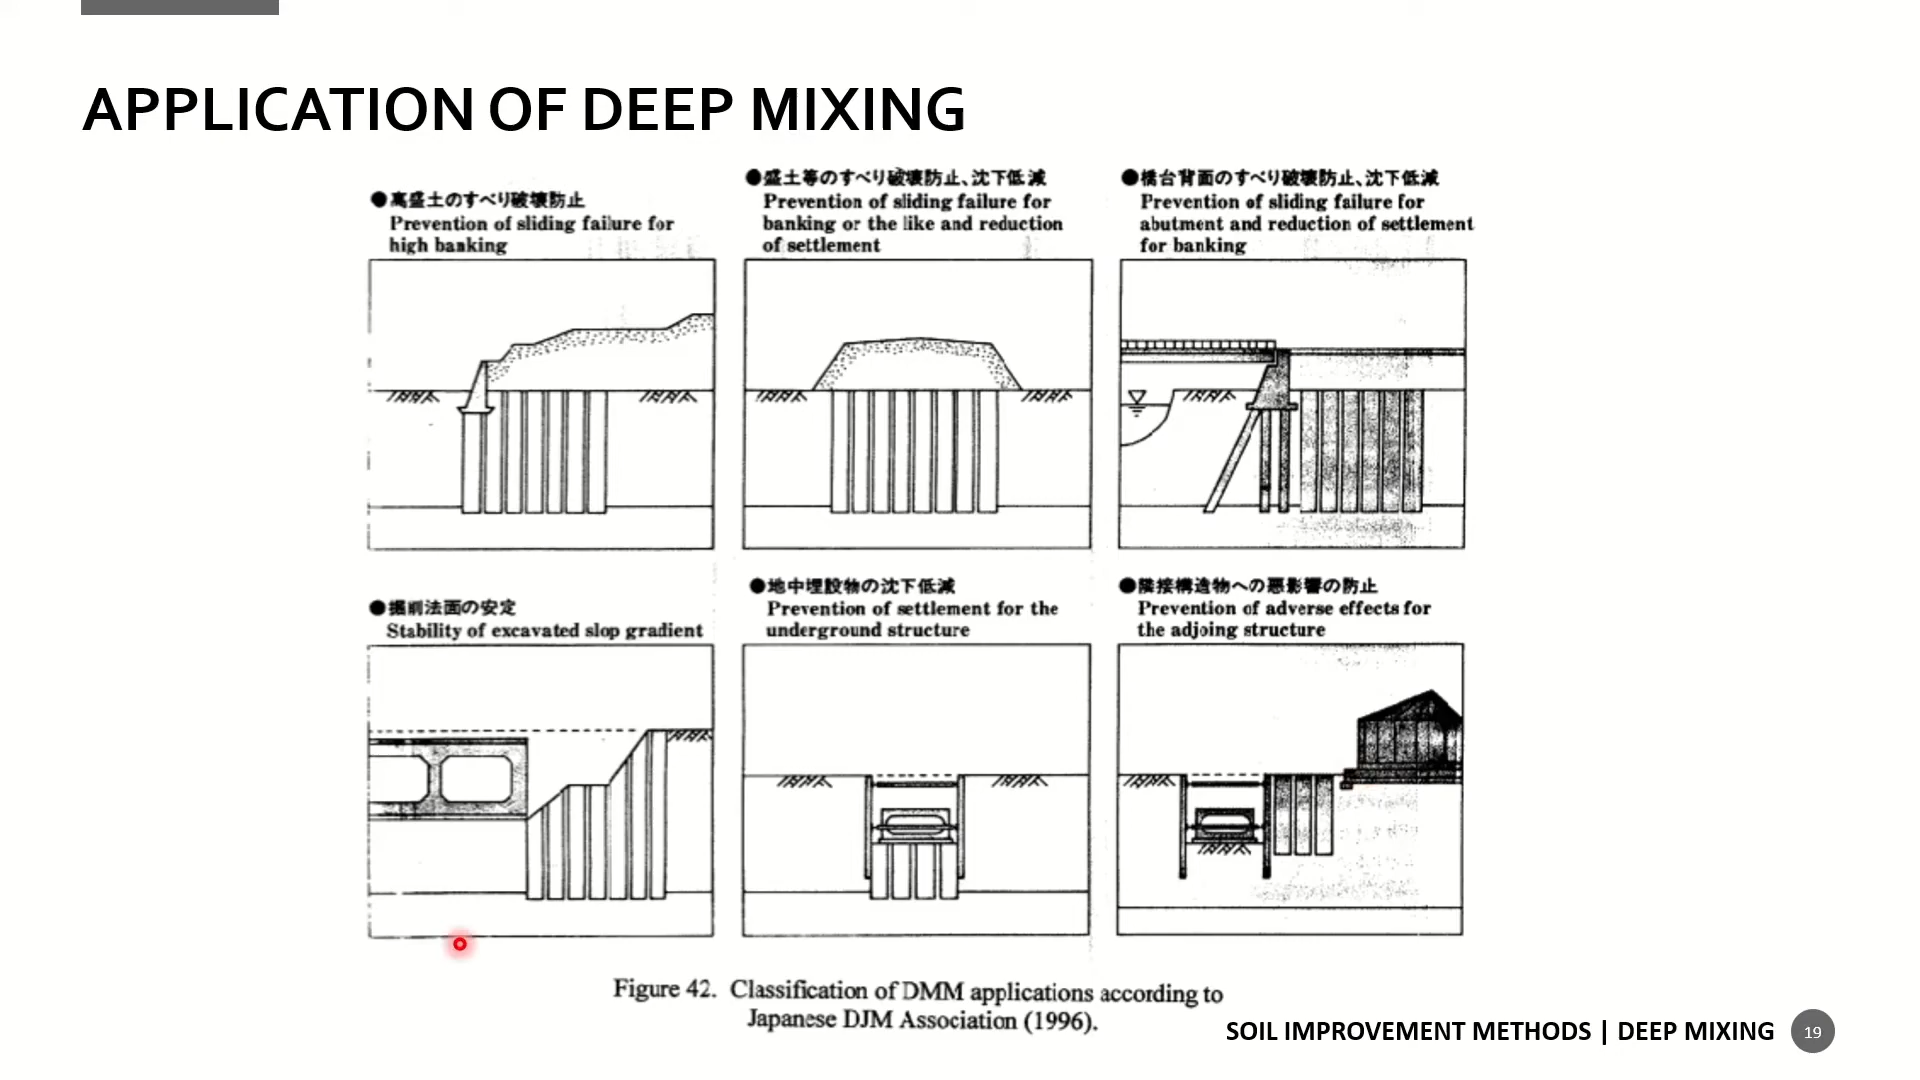 APPLICATION OF DEEP MIXING
●高盛土のすべり破壊防止
Prevention of sliding failure for
high banking
●盛土等のすべり破壊防止、沈下低減
Prevention of sliding failure for
banking or the like and reduction
of settlement
●橋台背面のすべり破壊防止、沈下低減
Prevention of sliding failure for
abutment and reduction of settlement
for banking
●掘削法面の安定
Stability of excavated slop gradient
●地中埋設物の沈下低減
Prevention of settlement for the
underground structure
●隣接構造物への悪影響の防止
Prevention of adverse effects for
the adjoing structure
Figure 42. Classification of DMM applications according to
Japanese DJM Association (1996).
SOIL IMPROVEMENT METHODS | DEEP MIXING
19